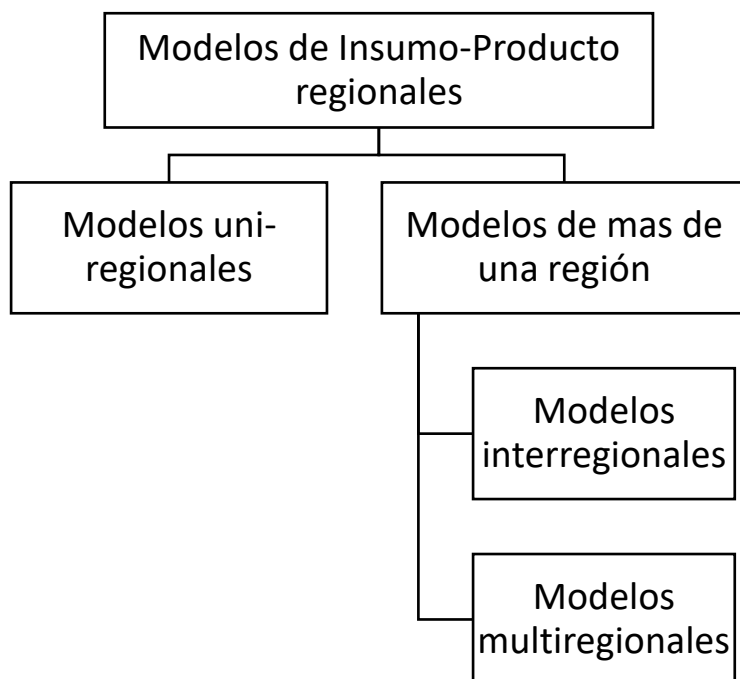 Modelos de Insumo-Producto
regionales
Modelos uni-
regionales
Modelos de mas de
una región
Modelos
interregionales
Modelos
multiregionales